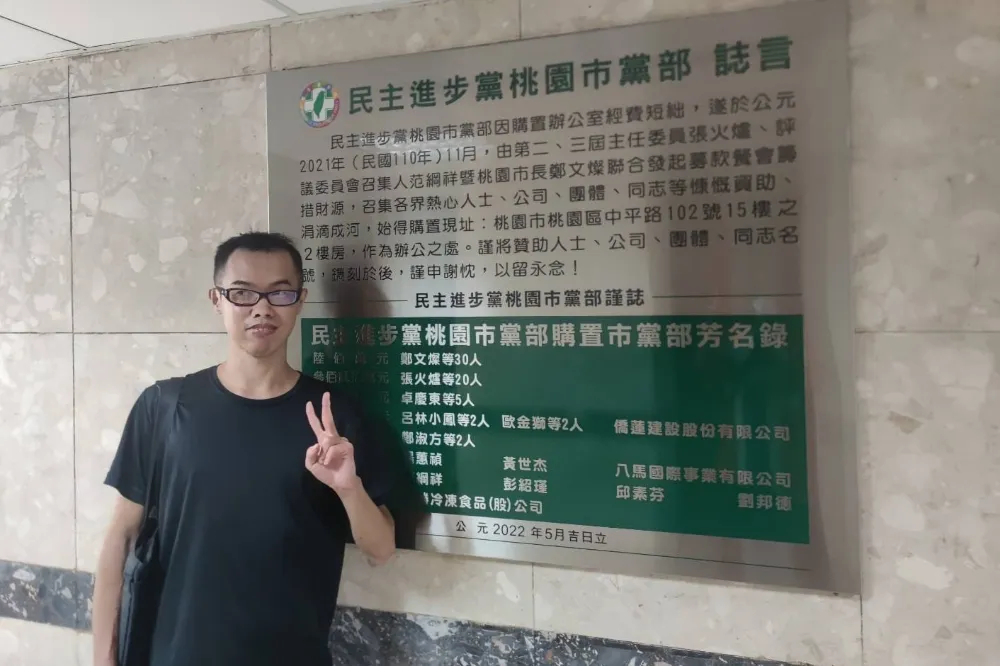 民主進步黨桃園市黨部 誌言
民主進步黨桃園市黨部因購置辦公室經費短絀，遂於公元
2021年（民國110年）11月，由第二、三屆主任委員張火爐、評
議委員會召集人范綱祥暨桃園市長鄭文燦聯合發起募款餐會籌
措財源，召集各界熱心人士、公司、團體、同志等慷慨資助、
涓滴成河，始得購置現址：桃園市桃園區中平路102號15樓之
2樓房，作為辦公之處。謹將贊助人士、公司、團體、同志名
號，鐫刻於後，謹申謝忱，以留永念！
民主進步黨桃園市黨部謹誌
民主進步黨桃園市黨部購置市黨部芳名錄
陸佰 元 鄭文燦等30人
佰 元 張火爐等20人
卓慶東等5人
呂林小鳳等2人 歐金獅等2人 僑蓮建設股份有限公司
鄭淑方等2人
蕙禎 黃世杰 八馬國際事業有限公司
綱祥 彭紹瑾 邱素芬 劉邦德
冷凍食品(股)公司
公元2022年5月吉日立